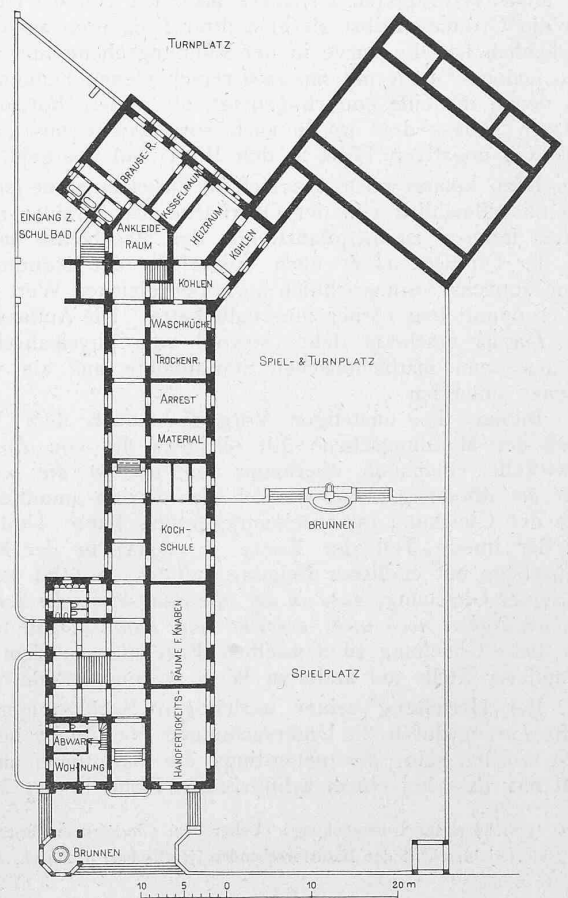 TURNPLATZ
BRAUSE-R.
KESSELRAUM
HEIZRAUM
KOHLEN
EINGANG Z.
SCHULBAD
ANKLEIDE-
RAUM
KOHLEN
WASCHKÜCHE
TROCKENR.
SPIEL- & TURNPLATZ
ARREST
MATERIAL
BRUNNEN
KOCH-
SCHULE
HANDFERTIGKEITS-RÄUME F. KNABEN
SPIELPLATZ
ABWART
WOHNUNG
BRUNNEN
10 5 0 10 20 m